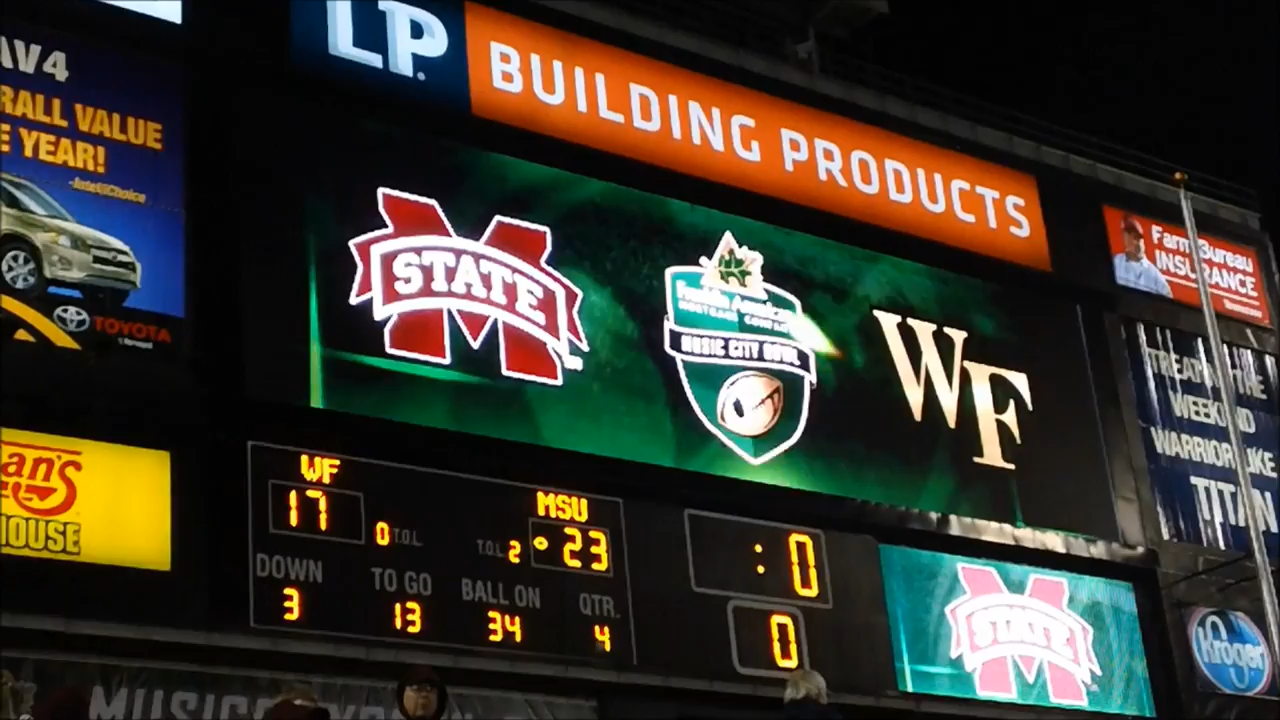 LP
BUILDING PRODUCTS
AV4
RALL VALUE
E YEAR!
-IntelliChoice
TOYOTA
STATE
MUSIC CITY BOWL
WF
Farm Bureau
INSURANCE
WEEKEND
WARRIOR LIKE
TITAN
an's
HOUSE
WF
17
0 T.O.L.
T.O.L. 2
MSU
23
DOWN
3
TO GO
13
BALL ON
34
QTR.
4
:0
0
STATE
Kroger
MUSIC